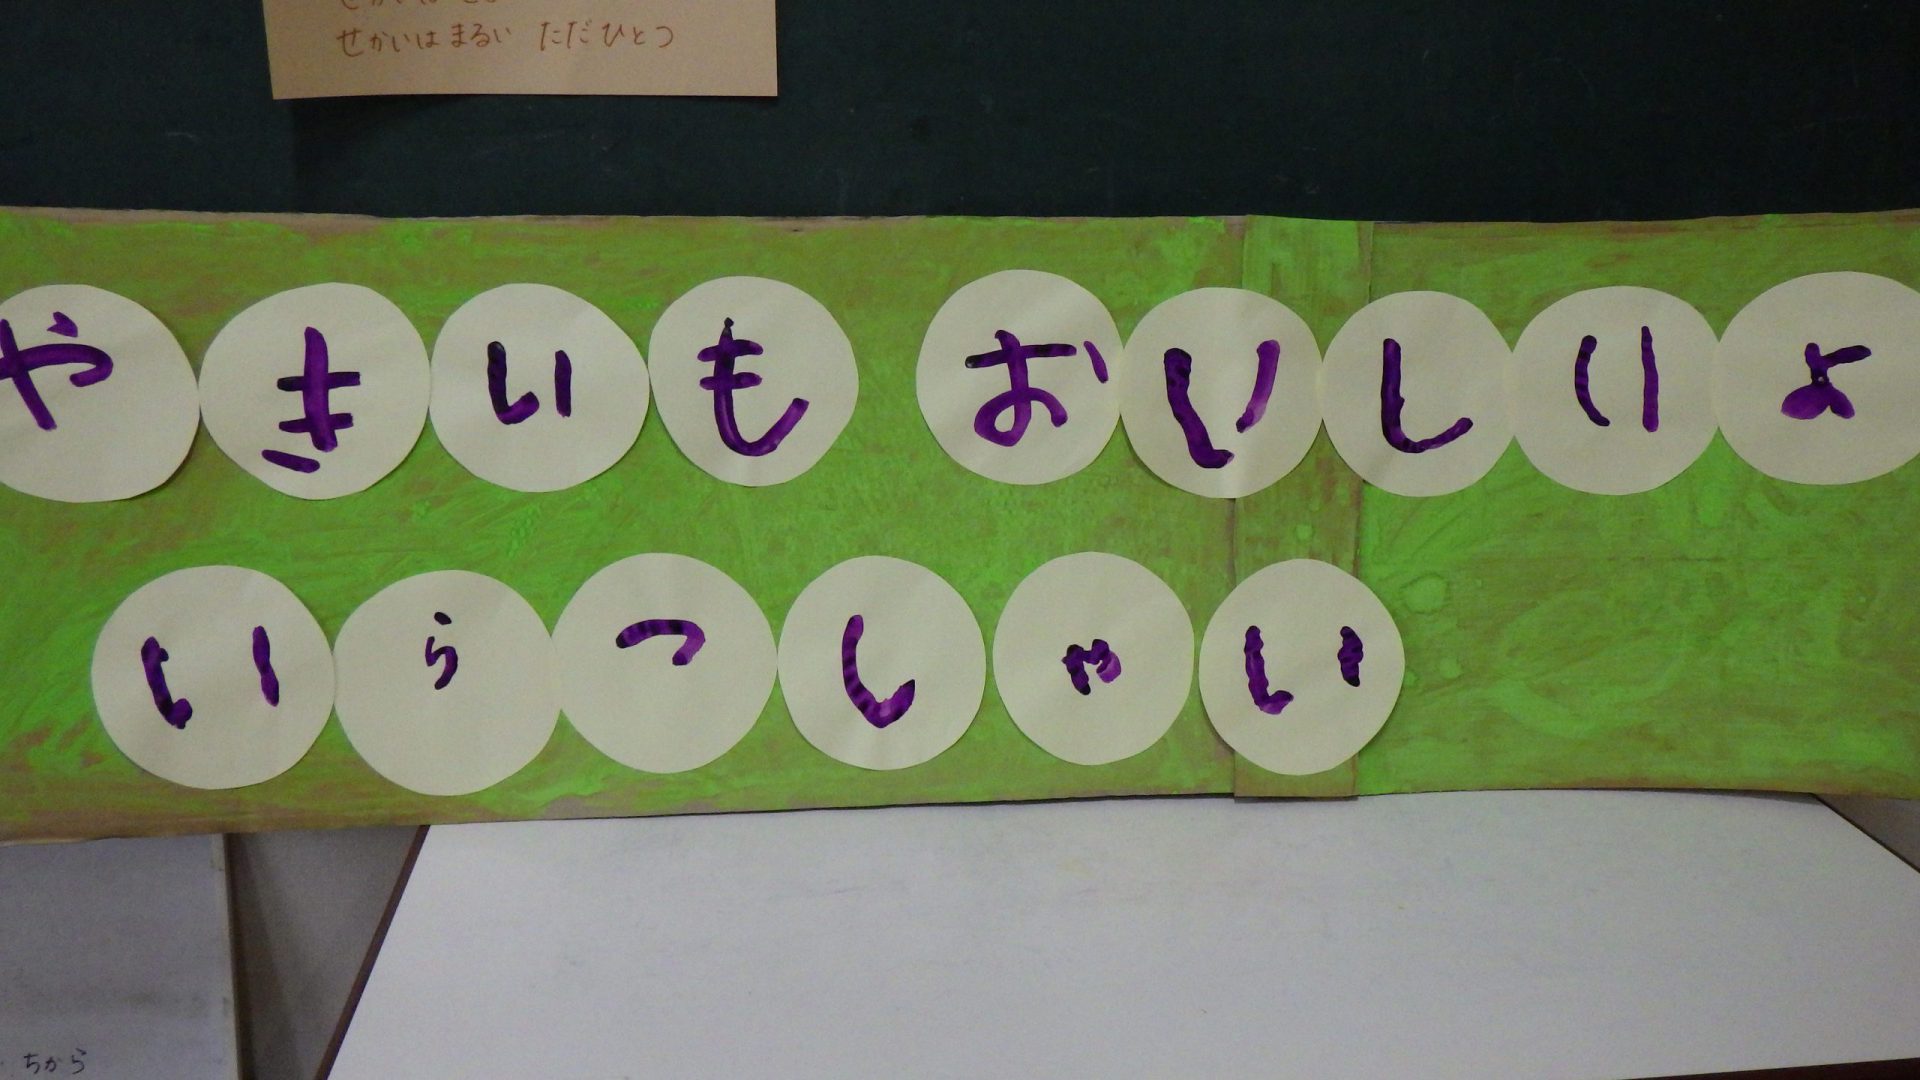 せかいはまるい ただひとつ
やきいも おいしいよ
いらっしゃい
ちから